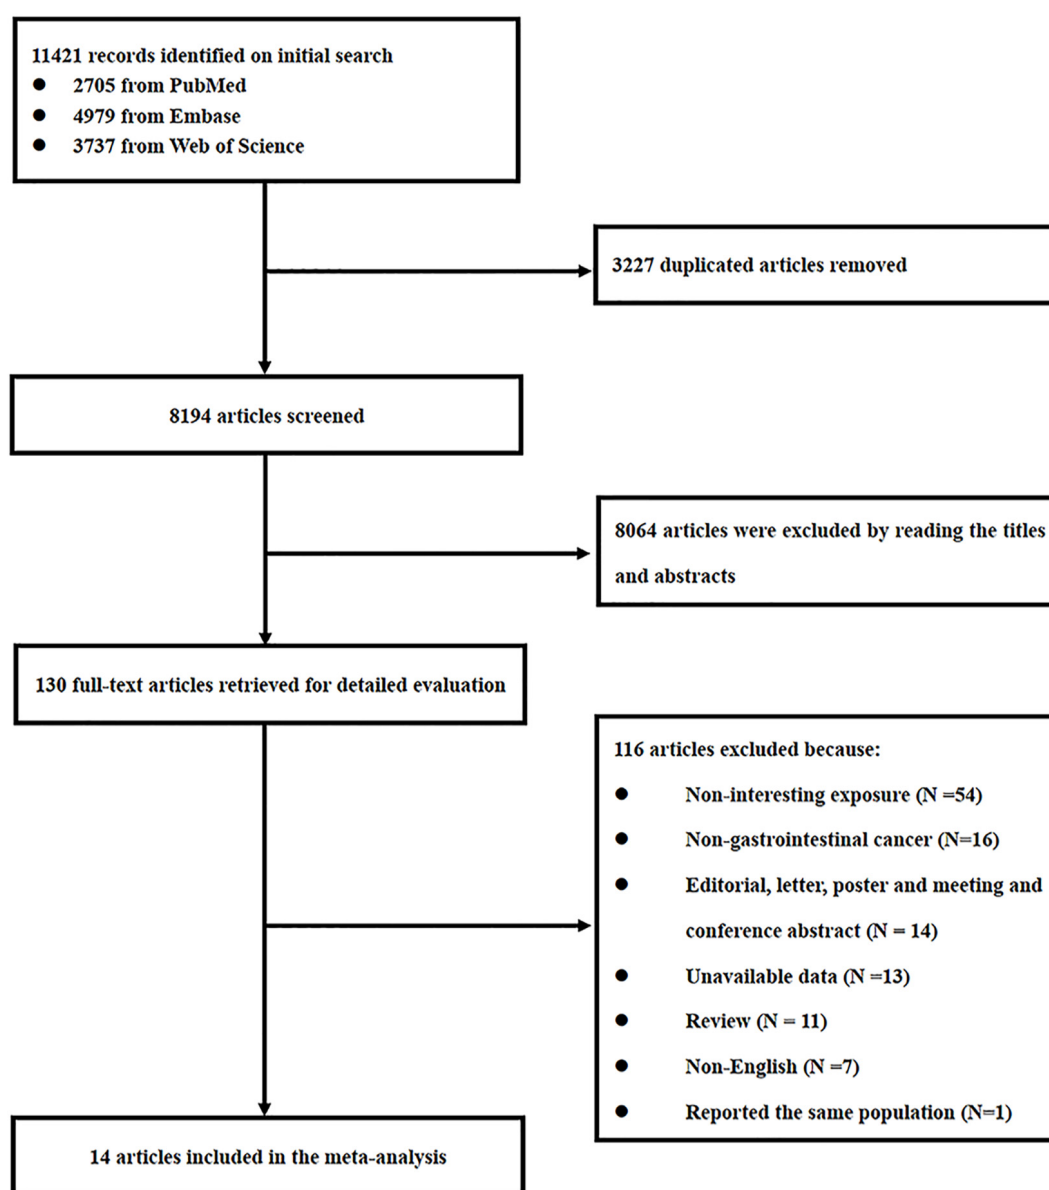 11421 records identified on initial search
● 2705 from PubMed
● 4979 from Embase
● 3737 from Web of Science
3227 duplicated articles removed
8194 articles screened
8064 articles were excluded by reading the titles
and abstracts
130 full-text articles retrieved for detailed evaluation
116 articles excluded because:
● Non-interesting exposure (N =54)
● Non-gastrointestinal cancer (N=16)
● Editorial, letter, poster and meeting and
conference abstract (N = 14)
● Unavailable data (N =13)
● Review (N = 11)
● Non-English (N =7)
● Reported the same population (N=1)
14 articles included in the meta-analysis